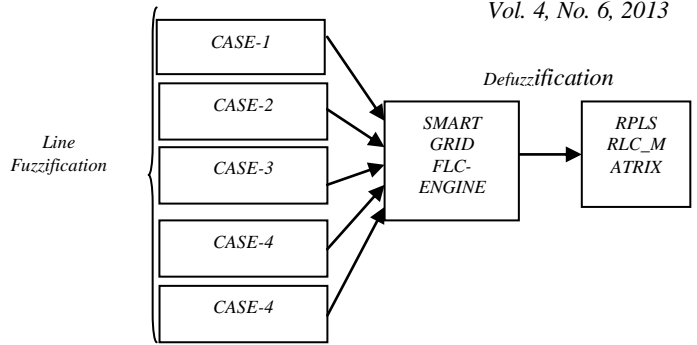 Vol. 4, No. 6, 2013
CASE-1
CASE-2
CASE-3
CASE-4
CASE-4
Line
Fuzzification
Defuzzification
SMART
GRID
FLC-
ENGINE
RPLS
RLC_M
ATRIX